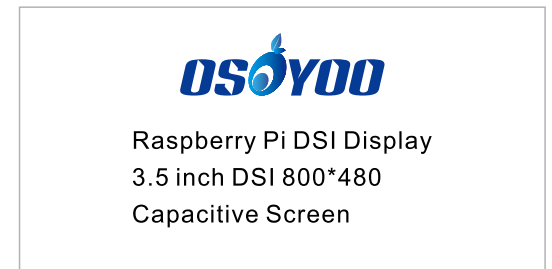 OSOYOO
Raspberry Pi DSI Display
3.5 inch DSI 800*480
Capacitive Screen